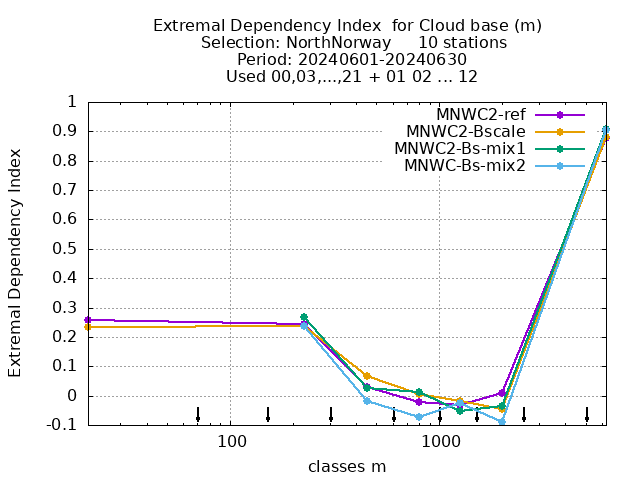 Extremal Dependency Index  for Cloud base (m)
Selection: NorthNorway     10 stations
Period: 20240601-20240630
Used 00,03,...,21 + 01 02 ... 12
MNWC2-ref
MNWC2-Bscale
MNWC2-Bs-mix1
MNWC-Bs-mix2
Extremal Dependency Index
1
0.9
0.8
0.7
0.6
0.5
0.4
0.3
0.2
0.1
0
-0.1
100
1000
classes m